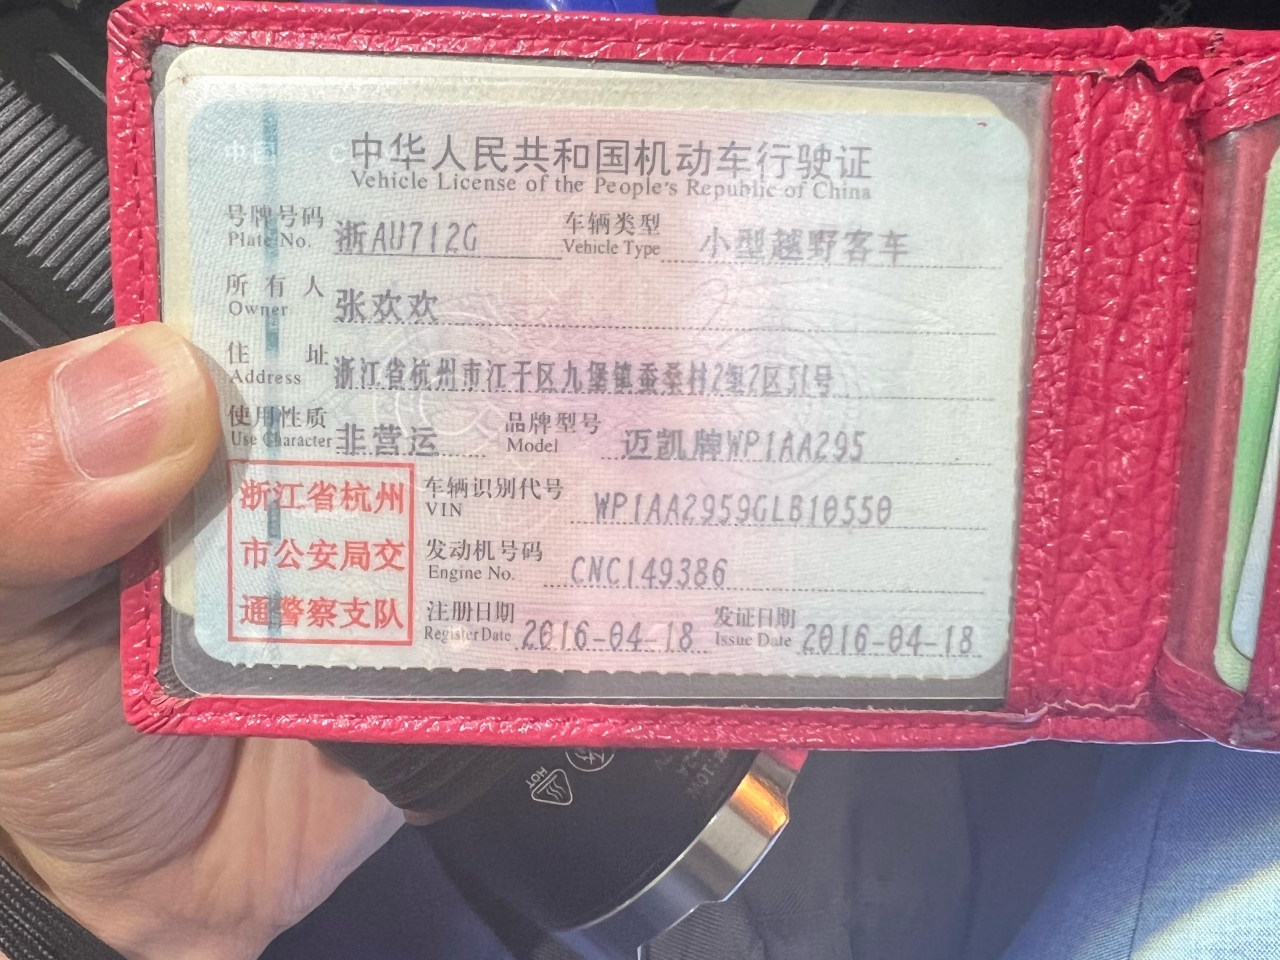 中华人民共和国机动车行驶证
Vehicle License of the People's Republic of China
号牌号码 浙AU712G 车辆类型 小型越野客车
Plate No. Vehicle Type
所有人 张欢欢
Owner
住址 浙江省杭州市江干区九堡镇蚕桑村2组2区51号
Address
使用性质 非营运 品牌型号 迈凯牌WP1AA295
Use Character Model
浙江省杭州
市公安局交
通警察支队
车辆识别代号 WP1AA2959GLB10550
VIN
发动机号码 CNC149386
Engine No.
注册日期 2016-04-18 发证日期 2016-04-18
Register Date Issue Date
HOT